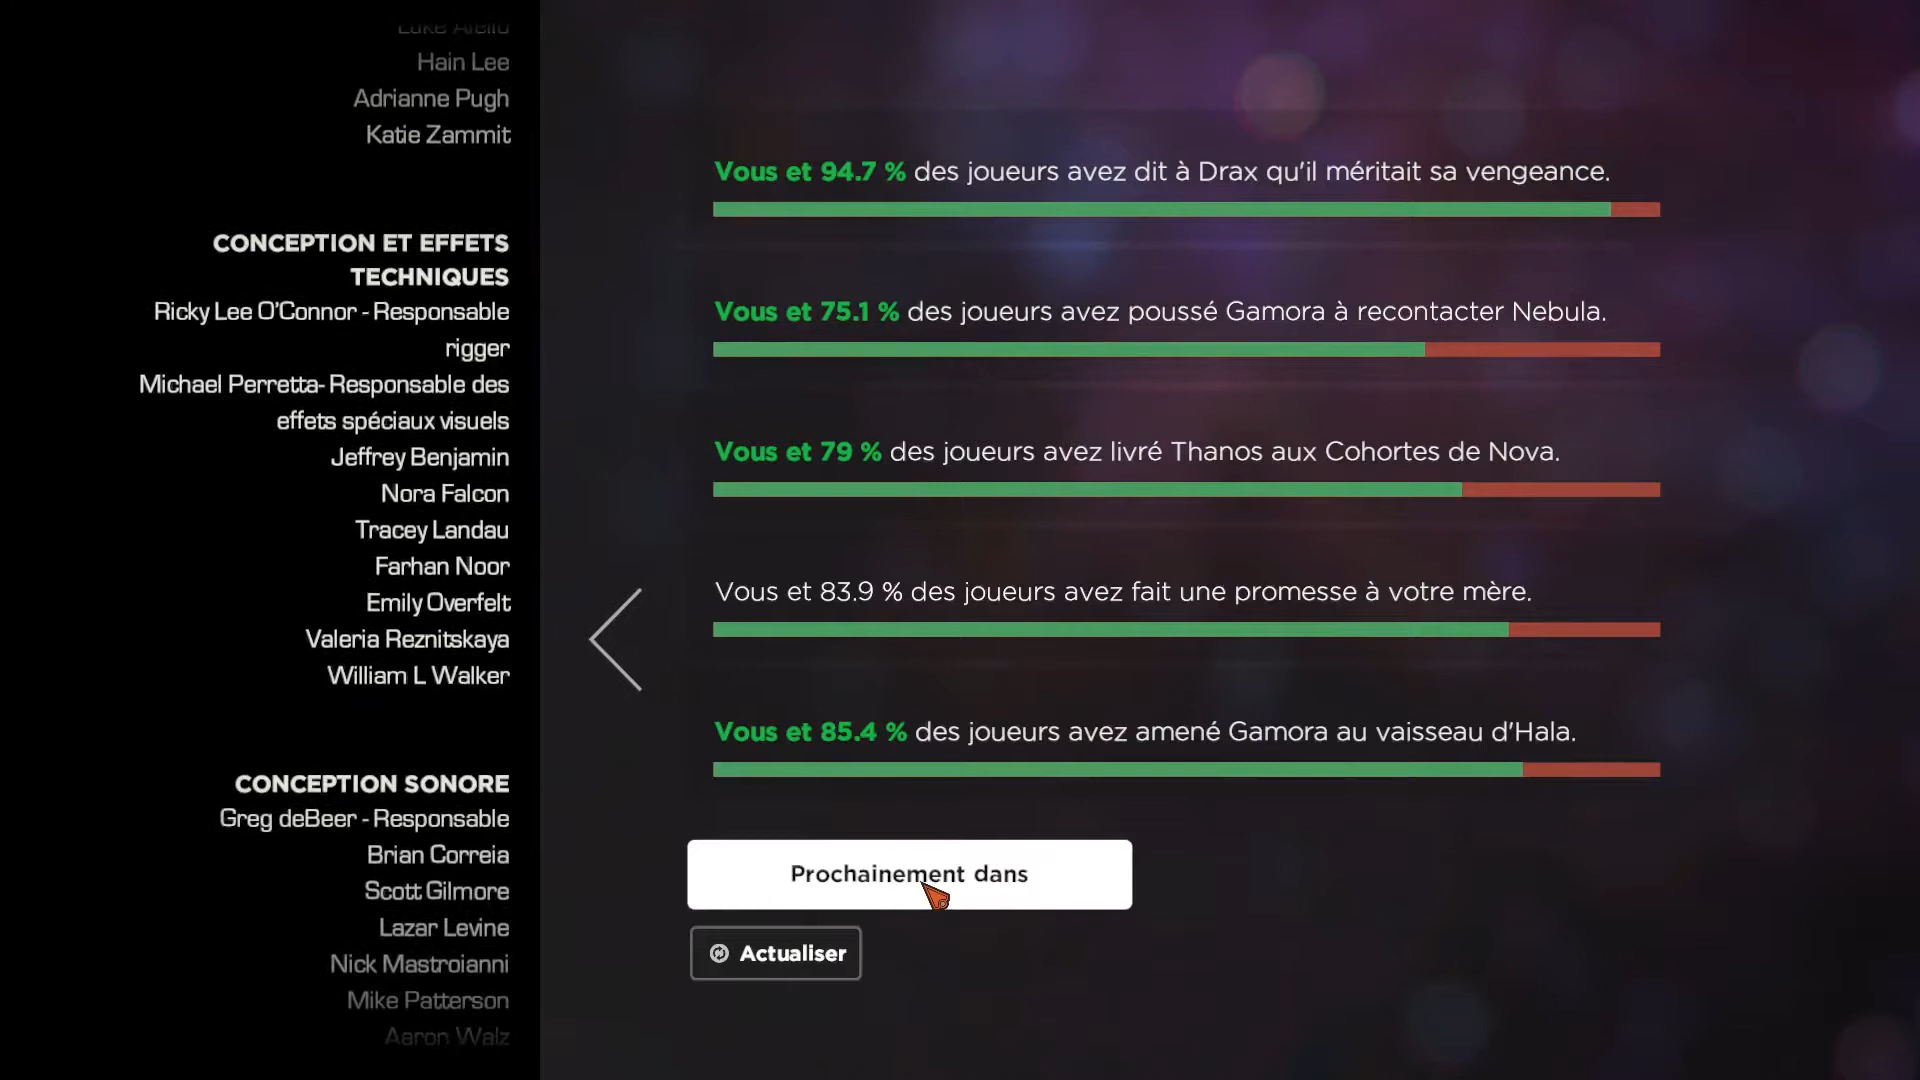 Hain Lee
Adrianne Pugh
Katie Zammit
CONCEPTION ET EFFETS
TECHNIQUES
Ricky Lee O'Connor - Responsable
rigger
Michael Perretta- Responsable des
effets spéciaux visuels
Jeffrey Benjamin
Nora Falcon
Tracey Landau
Farhan Noor
Emily Overfelt
Valeria Reznitskaya
William L Walker
CONCEPTION SONORE
Greg deBeer - Responsable
Brian Correia
Scott Gilmore
Lazar Levine
Nick Mastroianni
Mike Patterson
Aaron Walz
Vous et 94.7 % des joueurs avez dit à Drax qu'il méritait sa vengeance.
Vous et 75.1 % des joueurs avez poussé Gamora à recontacter Nebula.
Vous et 79 % des joueurs avez livré Thanos aux Cohortes de Nova.
Vous et 83.9 % des joueurs avez fait une promesse à votre mère.
Vous et 85.4 % des joueurs avez amené Gamora au vaisseau d'Hala.
Prochainement dans
Actualiser